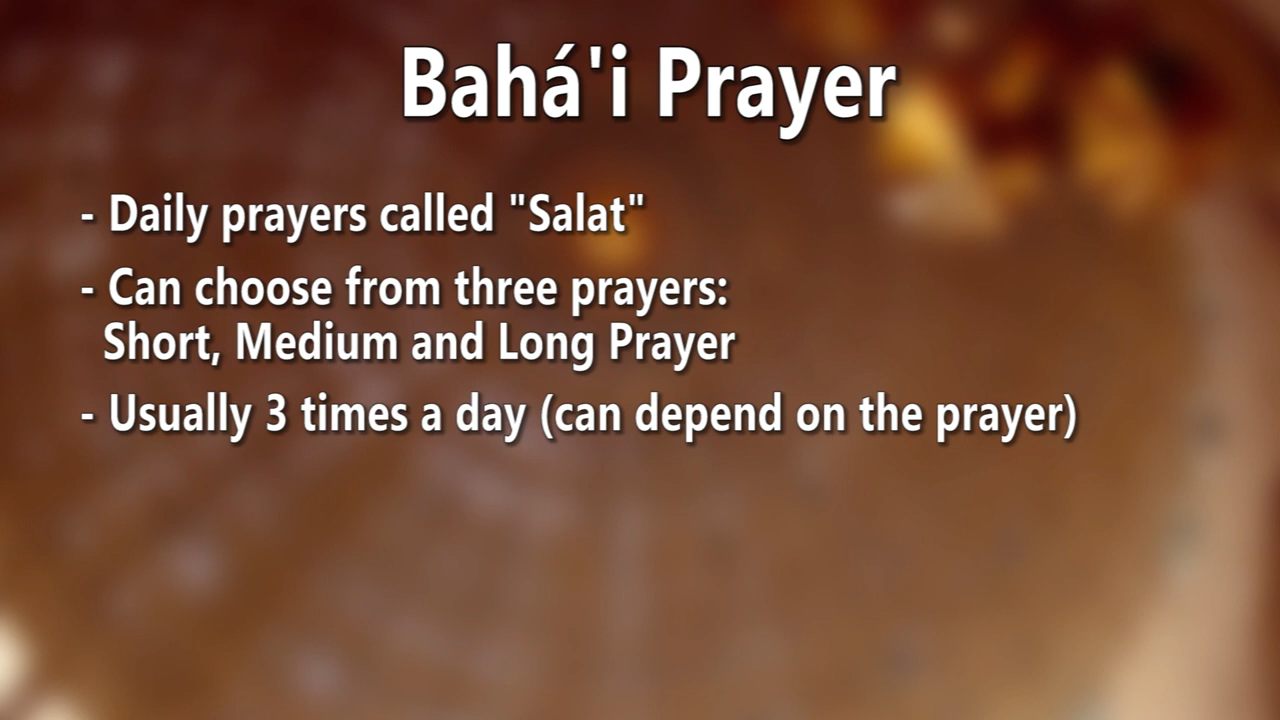 Bahá'i Prayer
- Daily prayers called "Salat"
- Can choose from three prayers:
Short, Medium and Long Prayer
- Usually 3 times a day (can depend on the prayer)